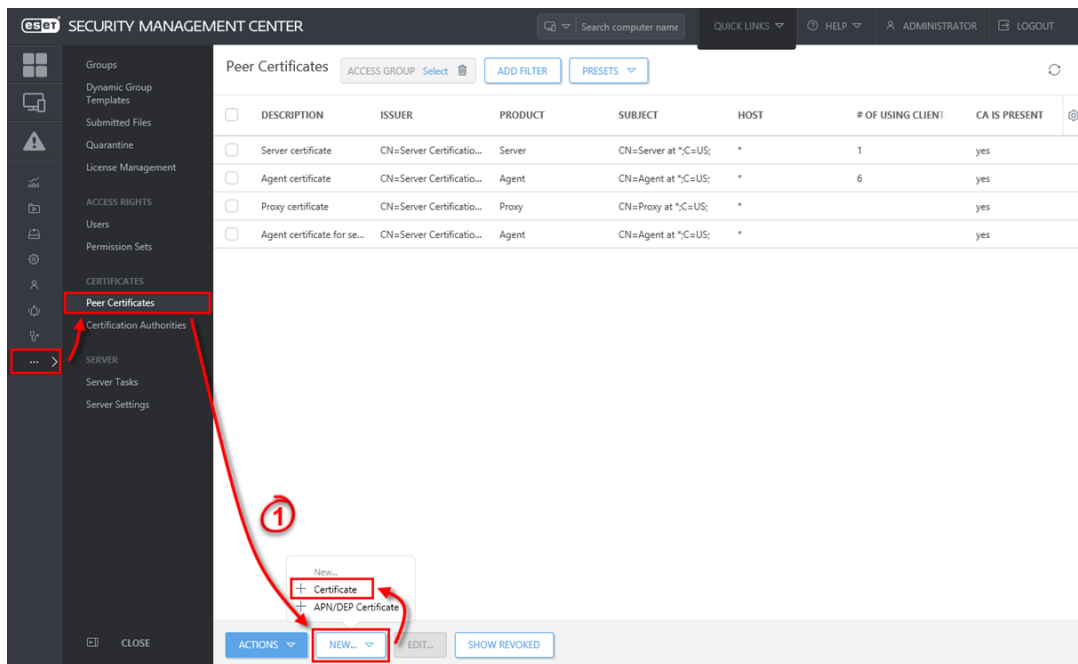 eset SECURITY MANAGEMENT CENTER
Search computer name
QUICK LINKS
HELP
ADMINISTRATOR
LOGOUT
Groups
Dynamic Group
Templates
Submitted Files
Quarantine
License Management
ACCESS RIGHTS
Users
Permission Sets
CERTIFICATES
Peer Certificates
Certification Authorities
SERVER
Server Tasks
Server Settings
CLOSE
Peer Certificates
ACCESS GROUP Select
ADD FILTER
PRESETS
DESCRIPTION ISSUER PRODUCT SUBJECT HOST # OF USING CLIENT CA IS PRESENT
Server certificate CN=Server Certificatio... Server CN=Server at *;C=US; * 1 yes
Agent certificate CN=Server Certificatio... Agent CN=Agent at *;C=US; * 6 yes
Proxy certificate CN=Server Certificatio... Proxy CN=Proxy at *;C=US; * yes
Agent certificate for se... CN=Server Certificatio... Agent CN=Agent at *;C=US; * yes
1
New...
+ Certificate
+ APN/DEP Certificate
ACTIONS
NEW...
EDIT...
SHOW REVOKED